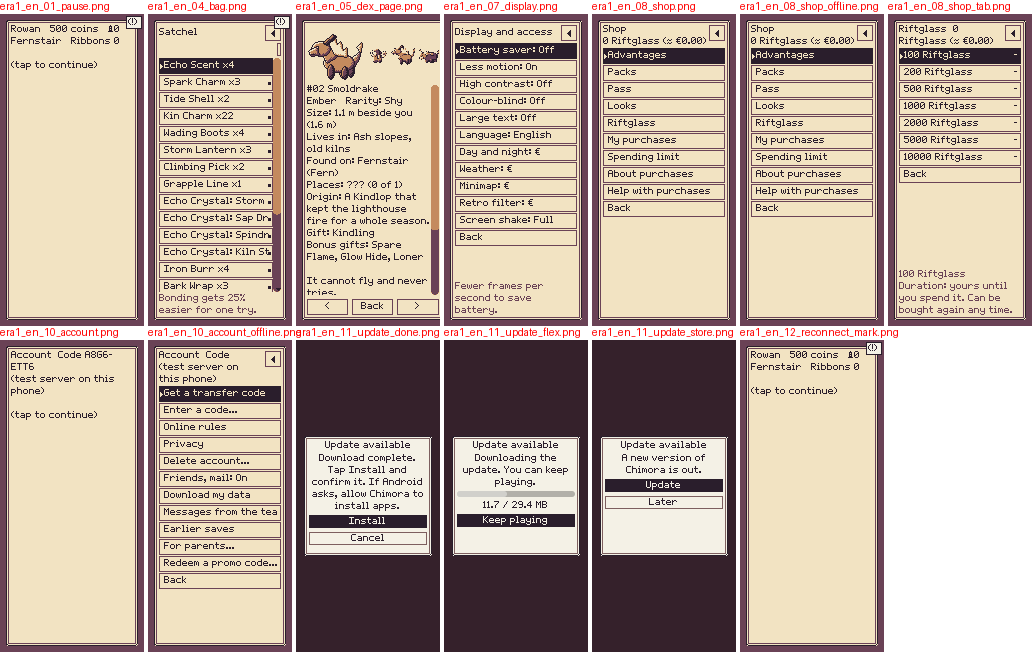 era1_en_01_pause.png
Rowan 500 coins 0
Fernstair Ribbons 0
(tap to continue)
era1_en_04_bag.png
Satchel
Echo Scent x4
Spark Charm x3
Tide Shell x2
Kin Charm x22
Wading Boots x4
Storm Lantern x3
Climbing Pick x2
Grapple Line x1
Echo Crystal: Storm
Echo Crystal: Sap Dr
Echo Crystal: Spindr
Echo Crystal: Kiln St
Iron Burr x4
Bark Wrap x3
Bonding gets 25%
easier for one try.
era1_en_06_dex_page.png
#02 Smoldrake
Ember Rarity: Shy
Size: 1.1 m beside you
(1.6 m)
Lives in: Ash slopes,
old kilns
Found on: Fernstair
(Fern)
Places: ??? (0 of 1)
Origin: A Kindlop that
kept the lighthouse
fire for a whole season.
Gift: Kindling
Bonus gifts: Spare
Flame, Glow Hide, Loner
It cannot fly and never
tries.
< Back >
era1_en_07_display.png
Display and access
Battery saver: Off
Less motion: On
High contrast: Off
Colour-blind: Off
Large text: Off
Language: English
Day and night: €
Weather: €
Minimap: €
Retro filter: €
Screen shake: Full
Back
Fewer frames per
second to save
battery.
era1_en_08_shop.png
Shop
0 Riftglass (≈ €0.00)
Advantages
Packs
Pass
Looks
Riftglass
My purchases
Spending limit
About purchases
Help with purchases
Back
era1_en_08_shop_offline.png
Shop
0 Riftglass (≈ €0.00)
Advantages
Packs
Pass
Looks
Riftglass
My purchases
Spending limit
About purchases
Help with purchases
Back
era1_en_08_shop_tab.png
Riftglass 0
Riftglass (≈ €0.00)
100 Riftglass -
200 Riftglass -
500 Riftglass -
1000 Riftglass -
2000 Riftglass -
5000 Riftglass -
10000 Riftglass -
Back
100 Riftglass
Duration: yours until
you spend it. Can be
bought again any time.
era1_en_10_account.png
Account Code A8G6-
ETT6
(test server on this
phone)
(tap to continue)
era1_en_10_account_offline.png
Account Code
(test server on
this phone)
Get a transfer code
Enter a code...
Online rules
Privacy
Delete account...
Friends, mail: On
Download my data
Messages from the tea
Earlier saves
For parents...
Redeem a promo code...
Back
era1_en_11_update_done.png
Update available
Download complete.
Tap Install and
confirm it. If Android
asks, allow Chimora to
install apps.
Install
Cancel
era1_en_11_update_flex.png
Update available
Downloading the
update. You can keep
playing.
11.7 / 29.4 MB
Keep playing
era1_en_11_update_store.png
Update available
A new version of
Chimora is out.
Update
Later
era1_en_12_reconnect_mark.png
Rowan 500 coins 0
Fernstair Ribbons 0
(tap to continue)